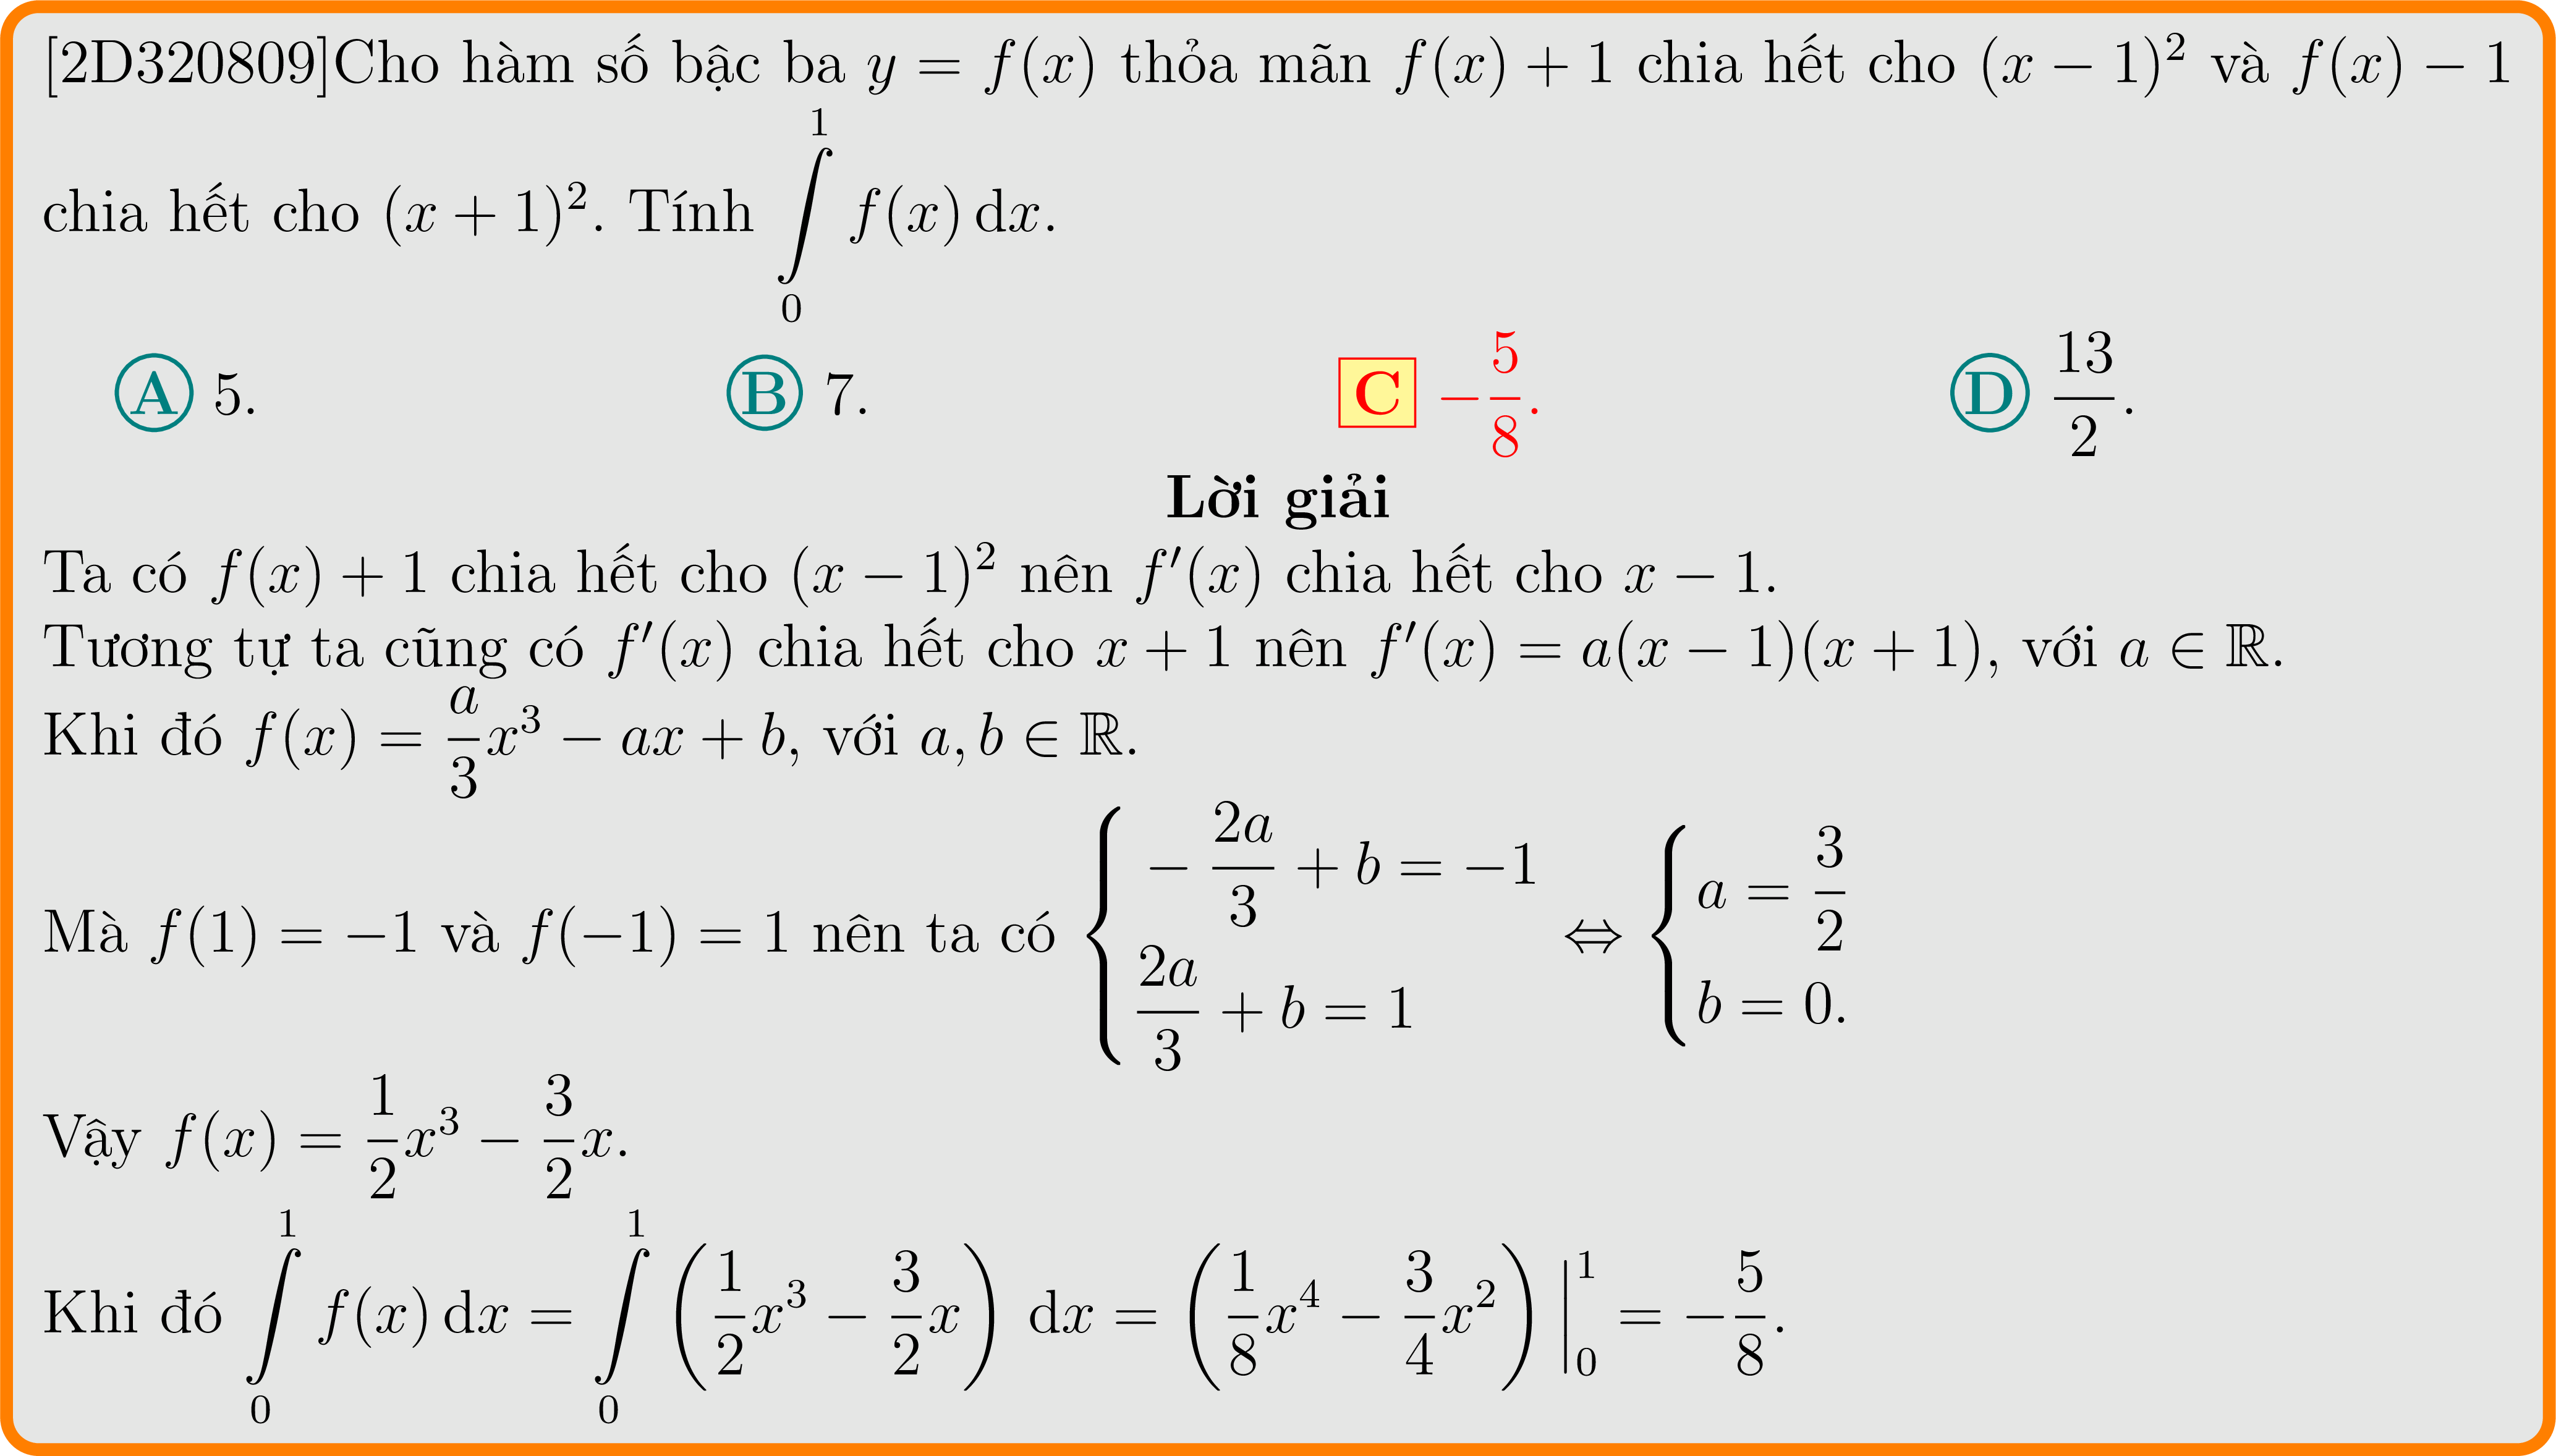 [2D320809]Cho hàm số bậc ba $y = f(x)$ thỏa mãn $f(x) + 1$ chia hết cho $(x - 1)^2$ và $f(x) - 1$
chia hết cho $(x + 1)^2$. Tính $\int\limits_0^1 f(x)\,\mathrm{d}x$.
A 5. B 7. C $-\frac{5}{8}$. D $\frac{13}{2}$.
Lời giải
Ta có $f(x) + 1$ chia hết cho $(x - 1)^2$ nên $f'(x)$ chia hết cho $x - 1$.
Tương tự ta cũng có $f'(x)$ chia hết cho $x + 1$ nên $f'(x) = a(x - 1)(x + 1)$, với $a \in \mathbb{R}$.
Khi đó $f(x) = \frac{a}{3}x^3 - ax + b$, với $a, b \in \mathbb{R}$.
Mà $f(1) = -1$ và $f(-1) = 1$ nên ta có $\begin{cases} -\frac{2a}{3} + b = -1 \\ \frac{2a}{3} + b = 1 \end{cases} \Leftrightarrow \begin{cases} a = \frac{3}{2} \\ b = 0. \end{cases}$
Vậy $f(x) = \frac{1}{2}x^3 - \frac{3}{2}x$.
Khi đó $\int\limits_0^1 f(x)\,\mathrm{d}x = \int\limits_0^1 \left(\frac{1}{2}x^3 - \frac{3}{2}x\right)\,\mathrm{d}x = \left(\frac{1}{8}x^4 - \frac{3}{4}x^2\right)\Big|_0^1 = -\frac{5}{8}$.